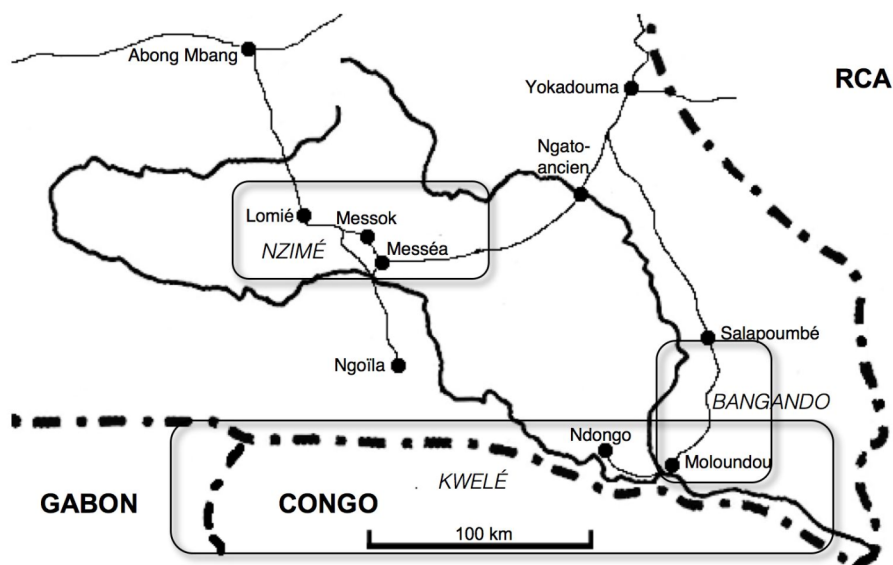 Abong Mbang
Yokadouma
RCA
Ngato-
ancien
Lomié
Messok
NZIMÉ
Messéa
Salapoumbé
Ngoïla
BANGANDO
Ndongo
Moloundou
KWELÉ
GABON
CONGO
100 km